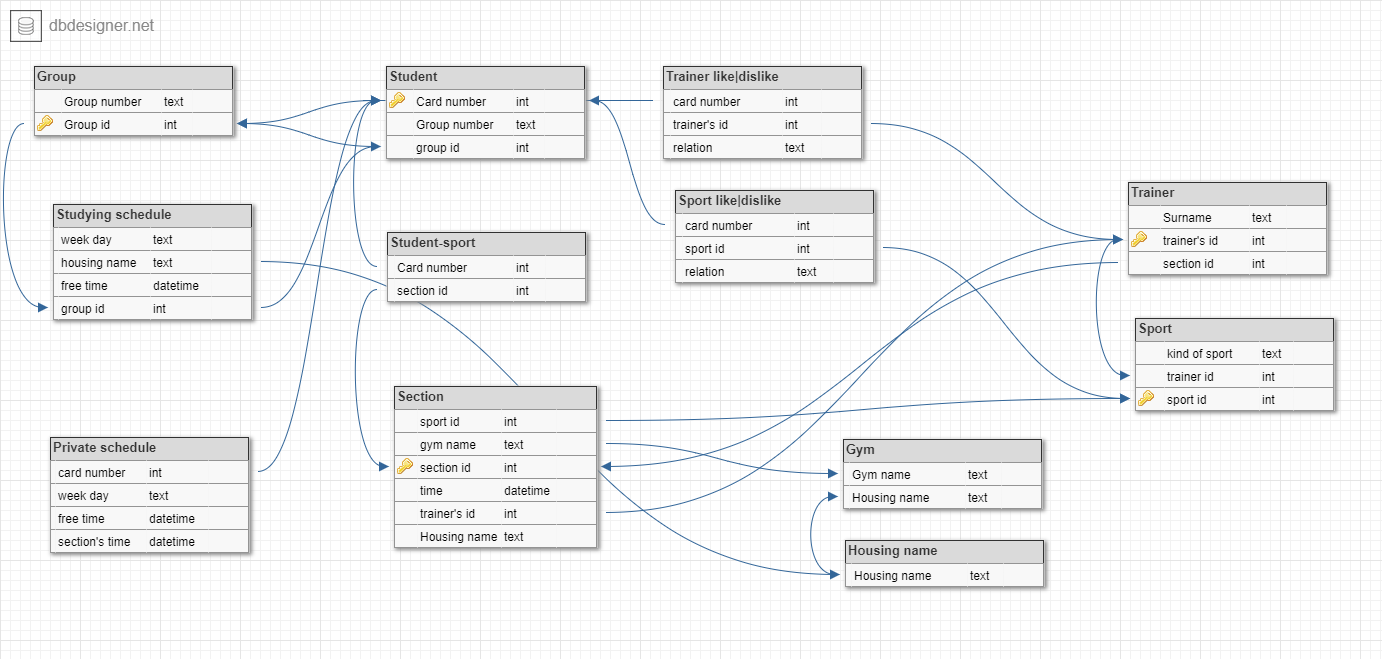 dbdesigner.net
Group
Group number text
Group id int
Student
Card number int
Group number text
group id int
Trainer like|dislike
card number int
trainer's id int
relation text
Trainer
Surname text
trainer's id int
section id int
Sport like|dislike
card number int
sport id int
relation text
Studying schedule
week day text
housing name text
free time datetime
group id int
Student-sport
Card number int
section id int
Sport
kind of sport text
trainer id int
sport id int
Section
sport id int
gym name text
section id int
time datetime
trainer's id int
Housing name text
Private schedule
card number int
week day text
free time datetime
section's time datetime
Gym
Gym name text
Housing name text
Housing name
Housing name text